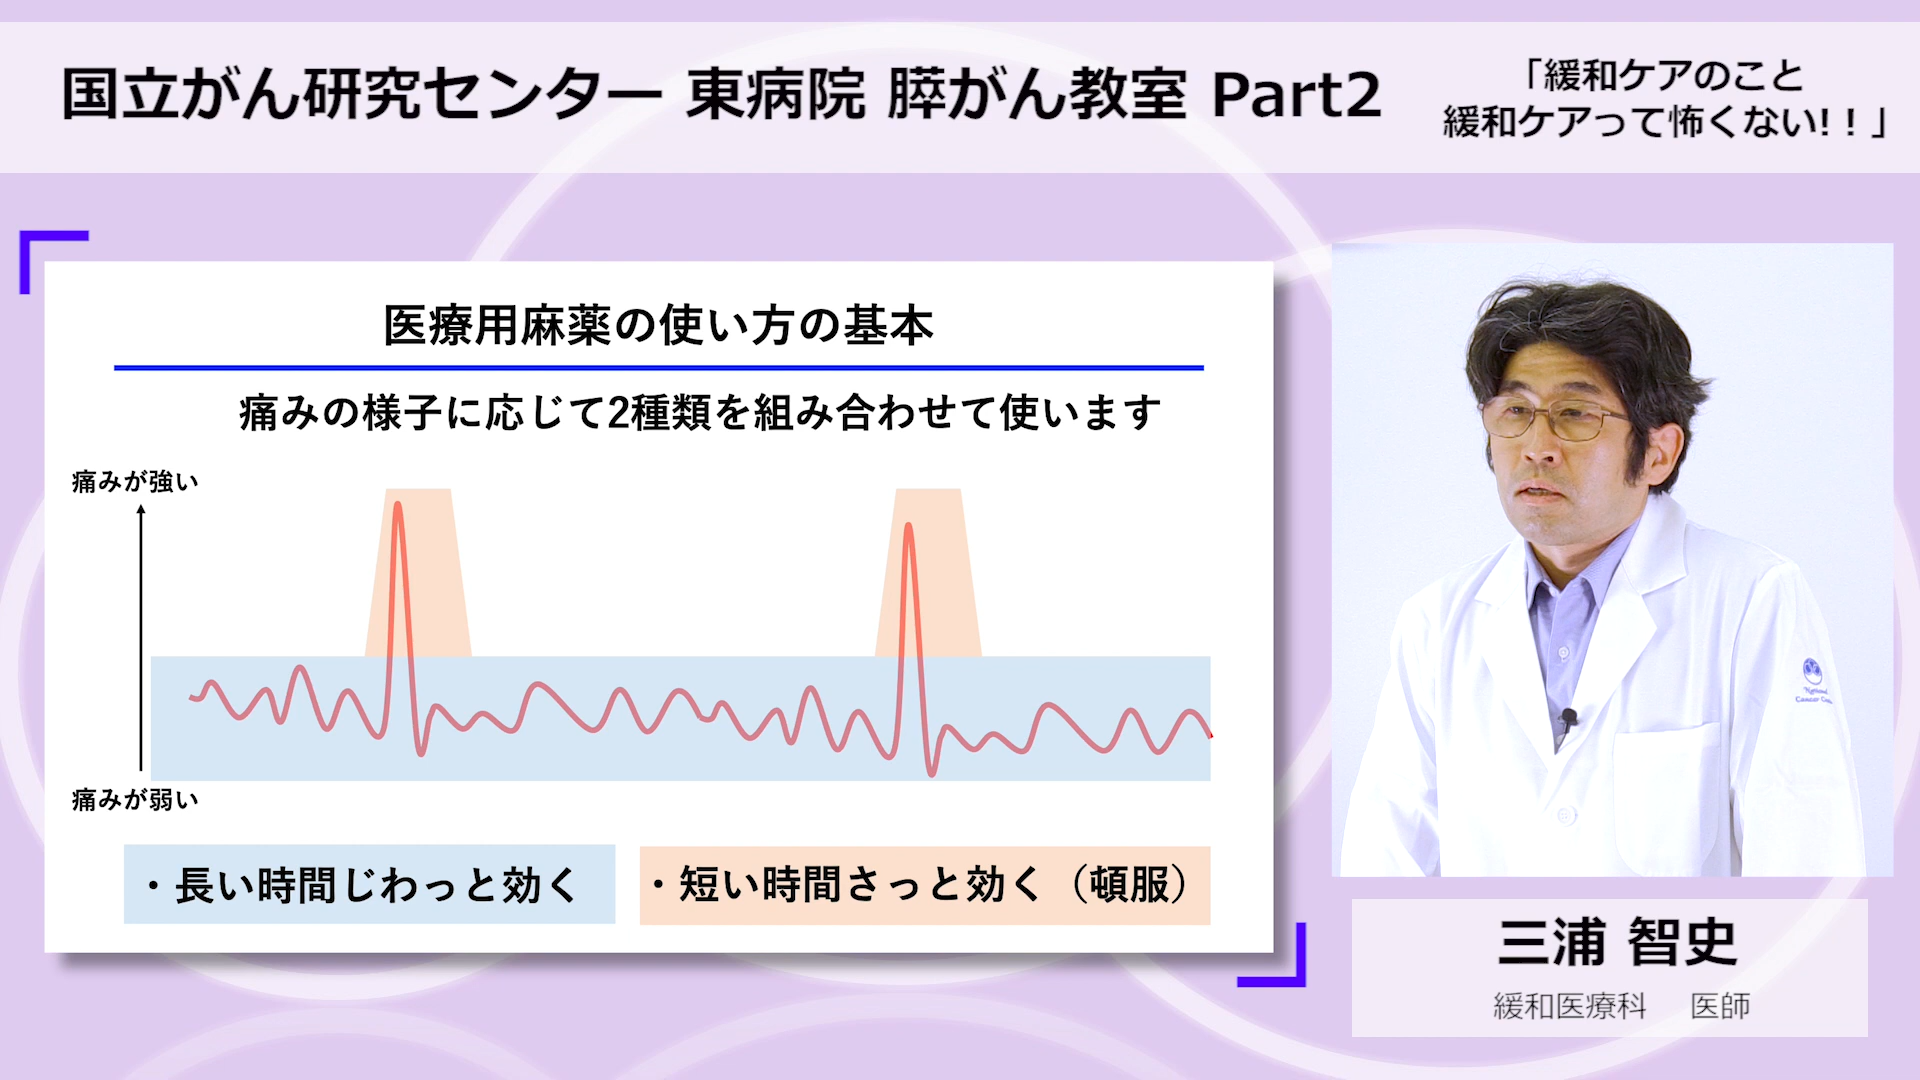 国立がん研究センター 東病院 膵がん教室 Part2
「緩和ケアのこと
緩和ケアって怖くない!！」
医療用麻薬の使い方の基本
痛みの様子に応じて2種類を組み合わせて使います
痛みが強い
痛みが弱い
・長い時間じわっと効く
・短い時間さっと効く（頓服）
National
Cancer Cen
三浦 智史
緩和医療科 医師